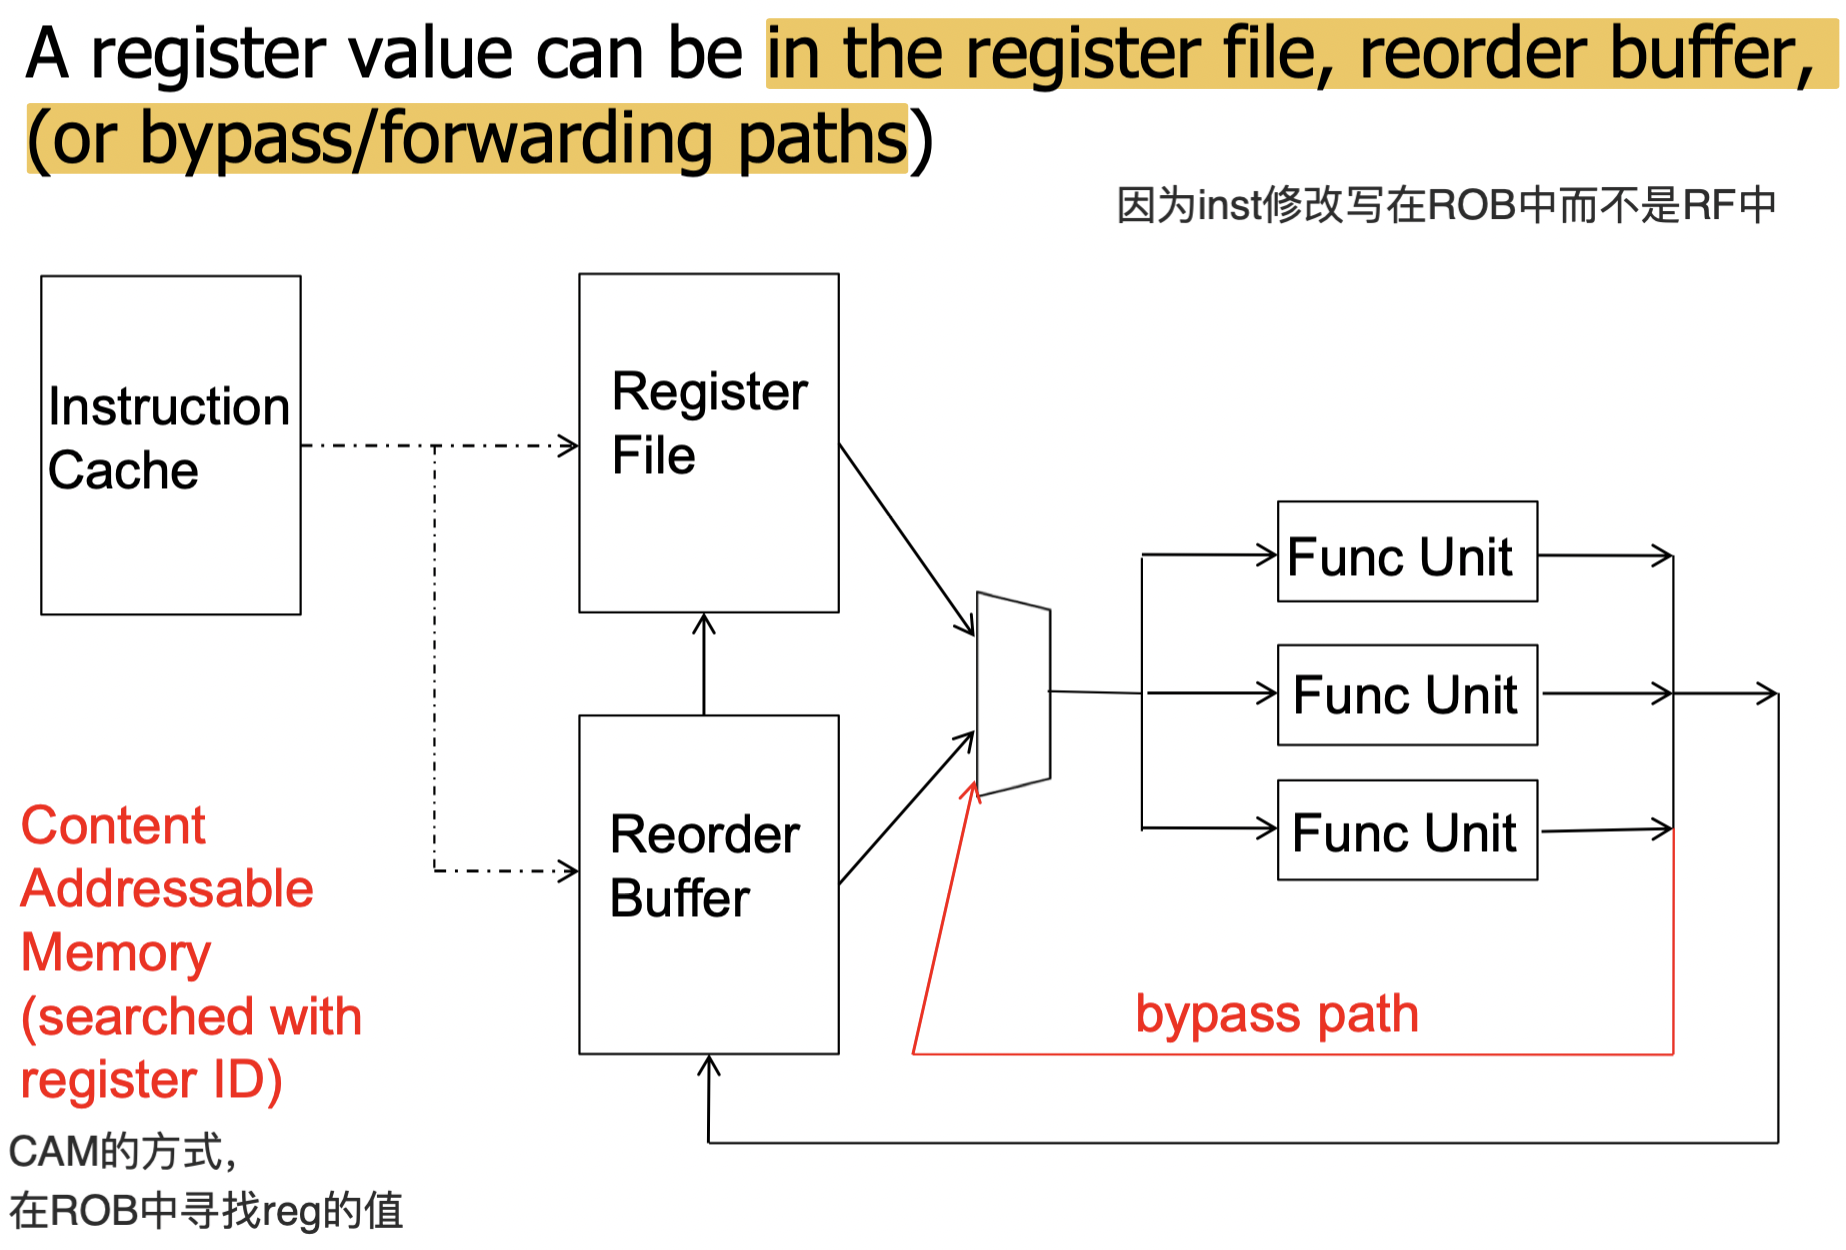 A register value can be in the register file, reorder buffer,
(or bypass/forwarding paths)
因为inst修改写在ROB中而不是RF中
Instruction
Cache
Register
File
Func Unit
Func Unit
Func Unit
Reorder
Buffer
Content
Addressable
Memory
(searched with
register ID)
bypass path
CAM的方式,
在ROB中寻找reg的值